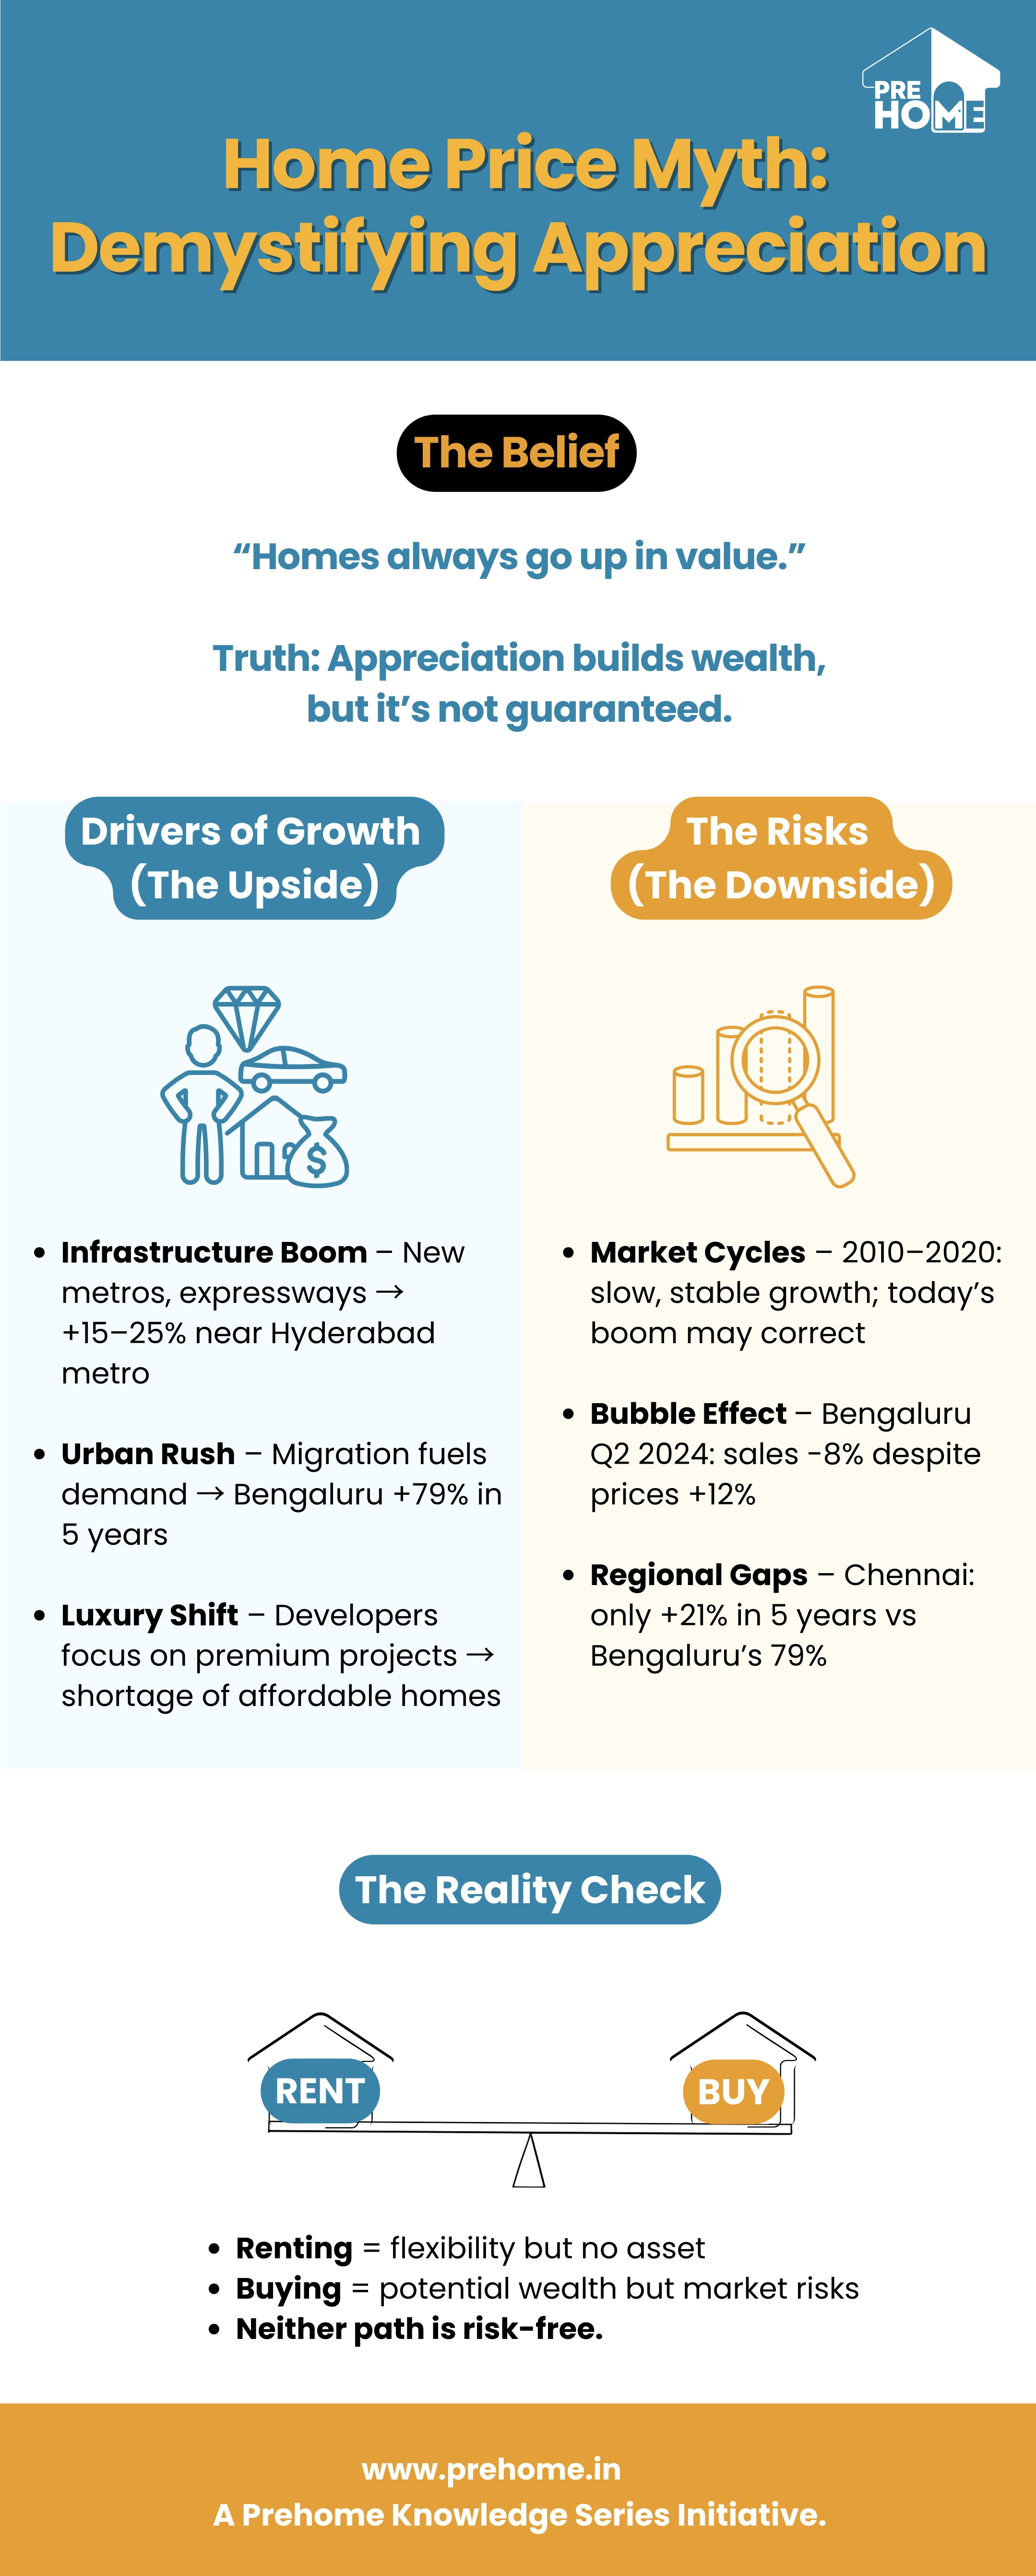 PRE
HOME
Home Price Myth:
Demystifying Appreciation
The Belief
“Homes always go up in value.”
Truth: Appreciation builds wealth,
but it’s not guaranteed.
Drivers of Growth
(The Upside)
$
• Infrastructure Boom – New
metros, expressways →
+15–25% near Hyderabad
metro
• Urban Rush – Migration fuels
demand → Bengaluru +79% in
5 years
• Luxury Shift – Developers
focus on premium projects →
shortage of affordable homes
The Risks
(The Downside)
• Market Cycles – 2010–2020:
slow, stable growth; today’s
boom may correct
• Bubble Effect – Bengaluru
Q2 2024: sales -8% despite
prices +12%
• Regional Gaps – Chennai:
only +21% in 5 years vs
Bengaluru’s 79%
The Reality Check
RENT
BUY
• Renting = flexibility but no asset
• Buying = potential wealth but market risks
• Neither path is risk-free.
www.prehome.in
A Prehome Knowledge Series Initiative.